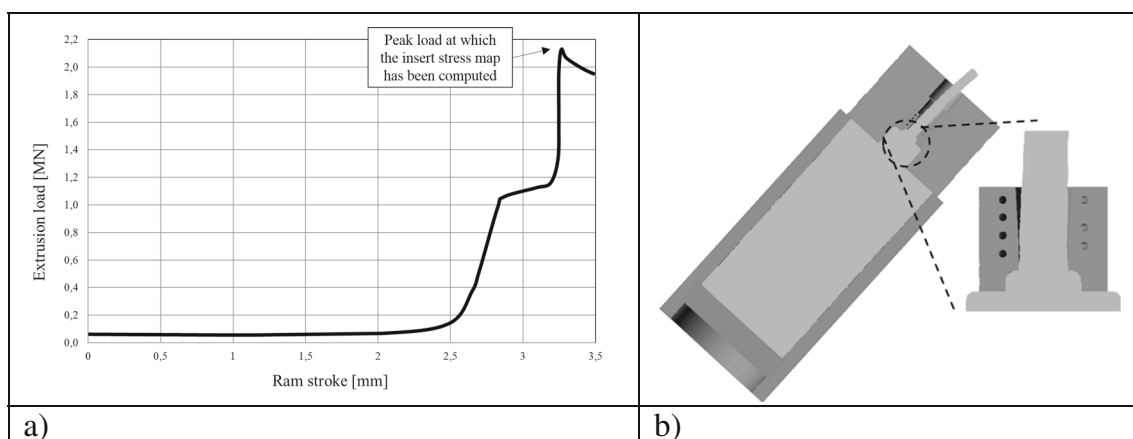 2,2
2,0
1,8
1,6
1,4
1,2
1,0
0,8
0,6
0,4
0,2
0,0
Extrusion load [MN]
Peak load at which
the insert stress map
has been computed
0
0,5
1
1,5
2
2,5
3
3,5
Ram stroke [mm]
a)
b)